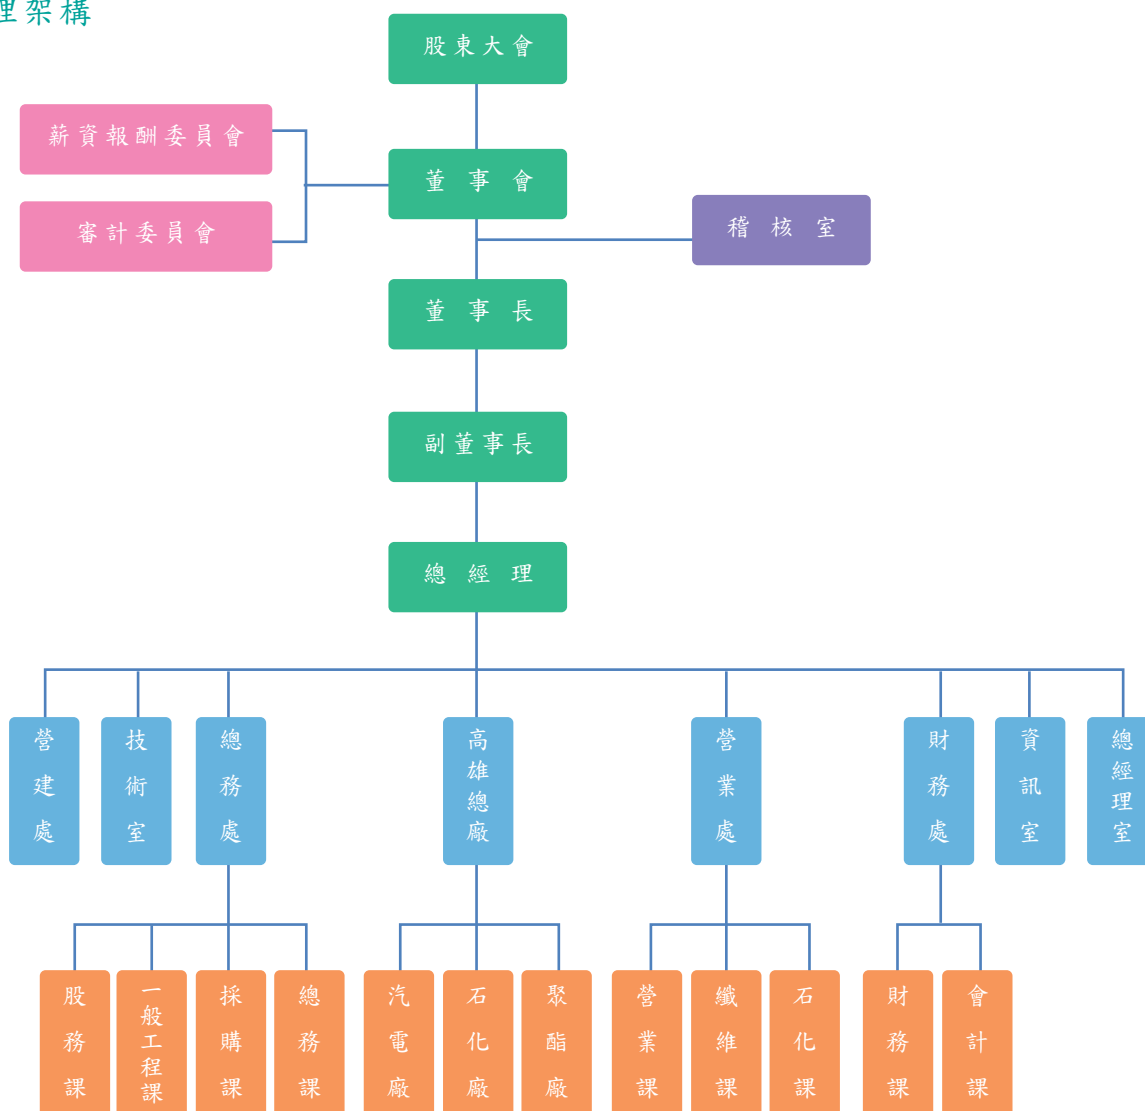 理架構
股東大會
薪資報酬委員會
董事會
審計委員會
稽核室
董事長
副董事長
總經理
營建處
技術室
總務處
高雄總廠
營業處
財務處
資訊室
總經理室
股務課
一般工程課
採購課
總務課
汽電廠
石化廠
聚酯廠
營業課
纖維課
石化課
財務課
會計課